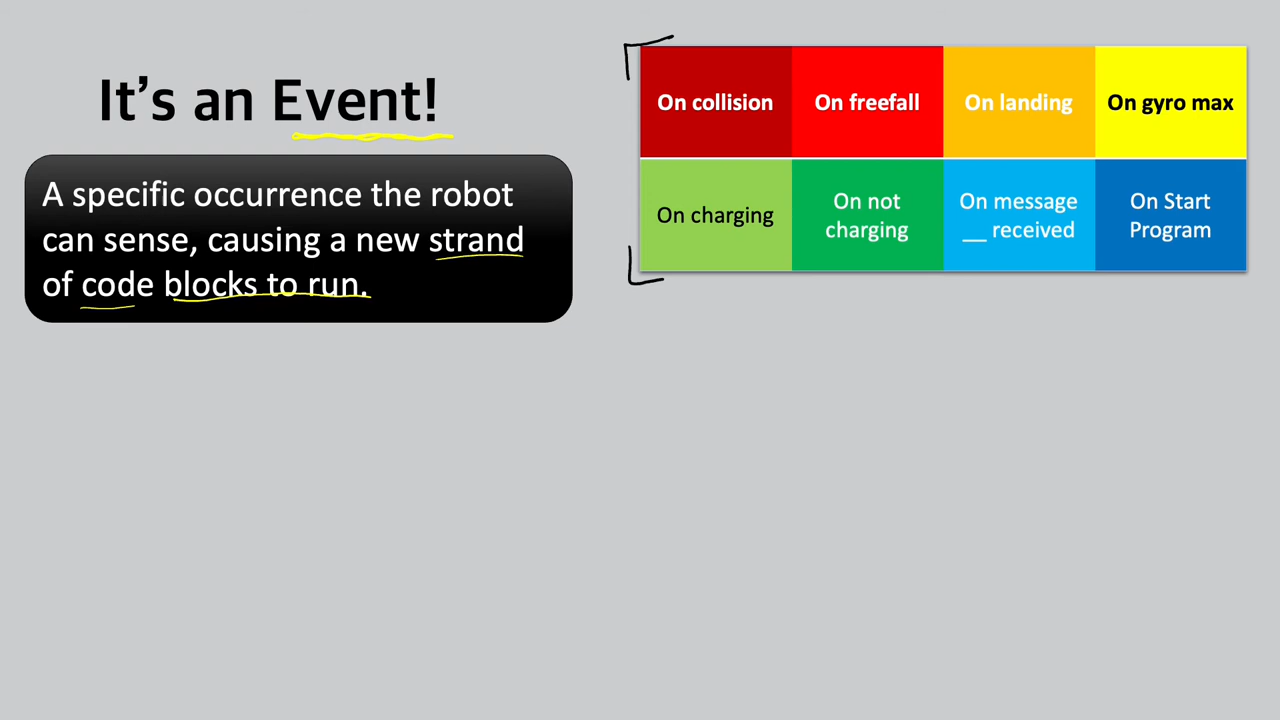 It's an Event!
A specific occurrence the robot
can sense, causing a new strand
of code blocks to run.
On collision
On freefall
On landing
On gyro max
On charging
On not
charging
On message
__ received
On Start
Program